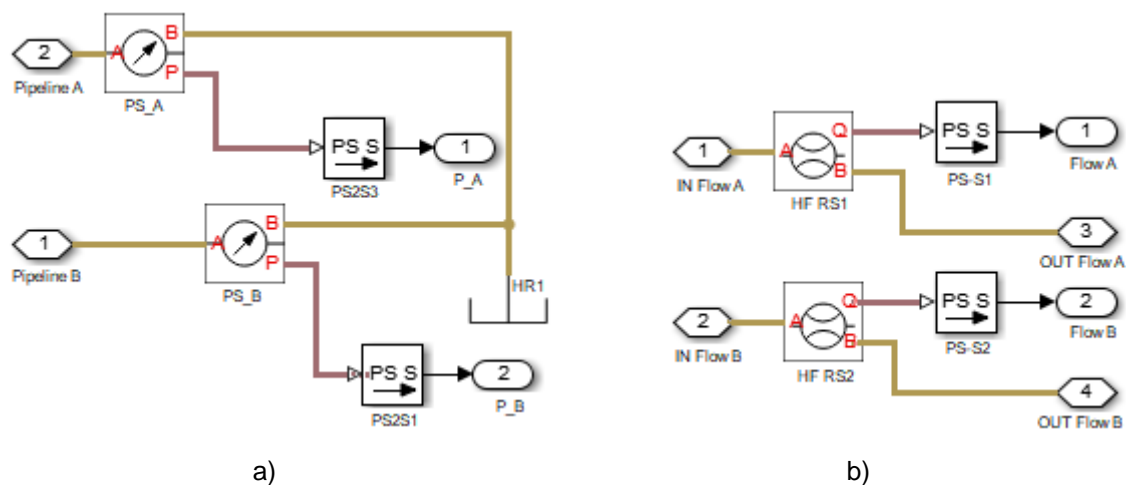 2
Pipeline A
A
B
P
PS_A
PS S
PS2S3
1
P_A
1
Pipeline B
A
B
P
PS_B
HR1
PS S
PS2S1
2
P_B
a)
1
IN Flow A
A
Q
B
HF RS1
PS S
PS-S1
1
Flow A
3
OUT Flow A
2
IN Flow B
A
Q
B
HF RS2
PS S
PS-S2
2
Flow B
4
OUT Flow B
b)